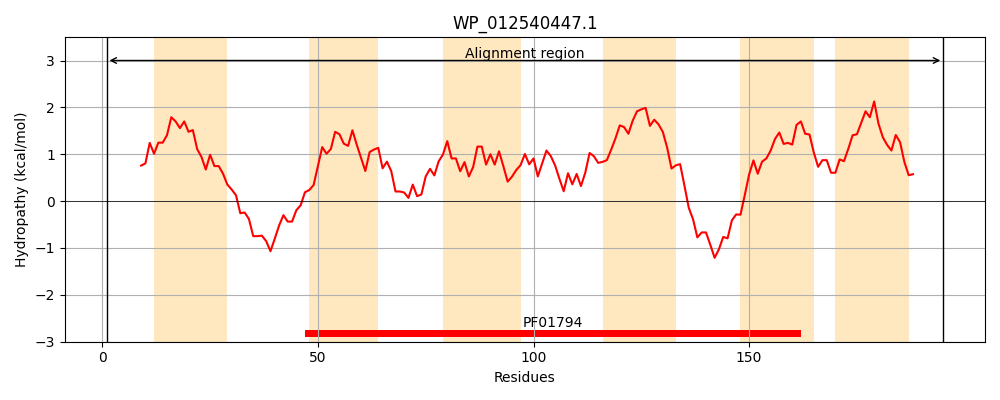 WP_012540447.1
Alignment region
3
2
1
0
−1
−2
−3
Hydropathy (kcal/mol)
PF01794
0
50
100
150
Residues